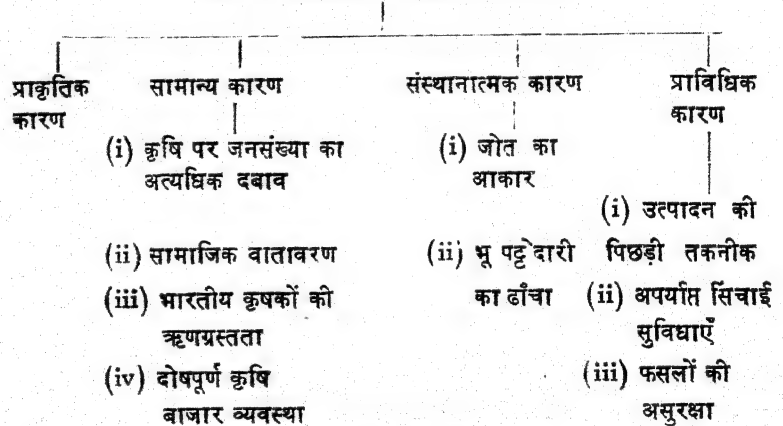 प्राकृतिक
कारण
सामान्य कारण
(i) कृषि पर जनसंख्या का
अत्यधिक दबाव
(ii) सामाजिक वातावरण
(iii) भारतीय कृषकों की
ऋणग्रस्तता
(iv) दोषपूर्ण कृषि
बाजार व्यवस्था
संस्थानात्मक कारण
(i) जोत का
आकार
(ii) भू पट्टेदारी
का ढाँचा
प्राविधिक
कारण
(i) उत्पादन की
पिछड़ी तकनीक
(ii) अपर्याप्त सिंचाई
सुविधाएँ
(iii) फसलों की
असुरक्षा